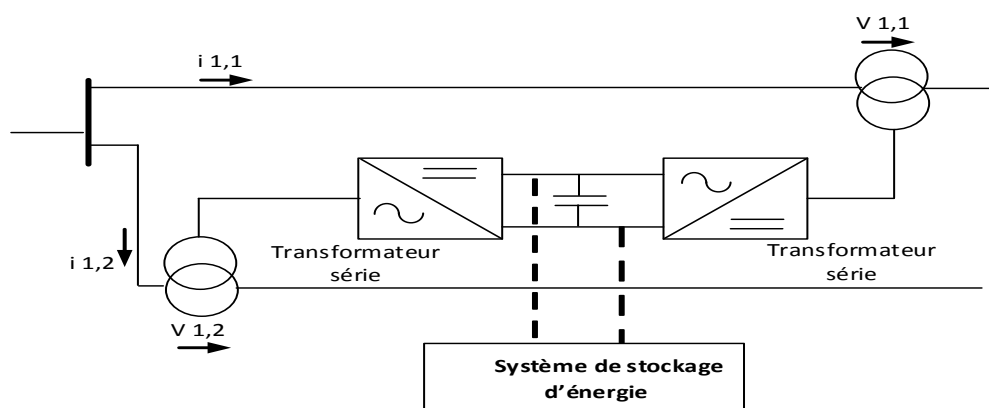 V 1,1
i 1,1
Transformateur
série
Transformateur
série
i 1,2
V 1,2
Système de stockage
d'énergie